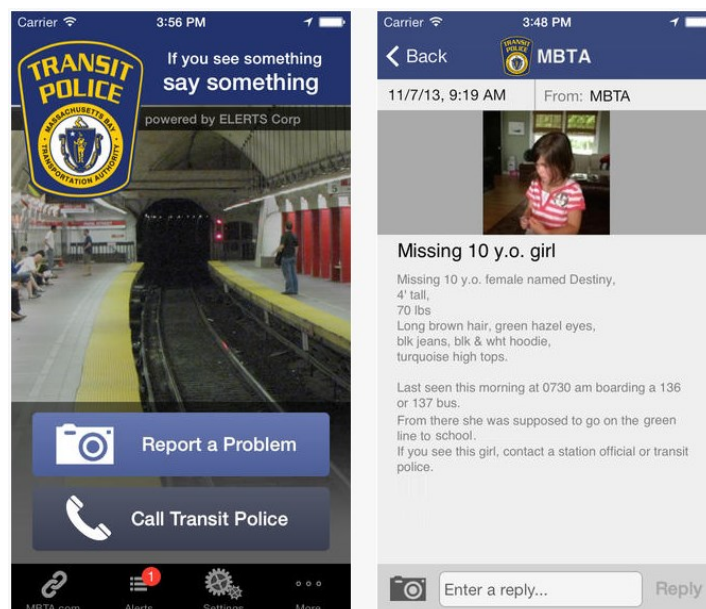 Carrier 3:56 PM
TRANSIT
POLICE
MASSACHUSETTS BAY
TRANSPORTATION AUTHORITY
If you see something
say something
powered by ELERTS Corp
Report a Problem
Call Transit Police
1
MBTA.com Alerts Settings More
Carrier 3:48 PM
Back MBTA
11/7/13, 9:19 AM From: MBTA
Missing 10 y.o. girl
Missing 10 y.o. female named Destiny,
4' tall,
70 lbs
Long brown hair, green hazel eyes,
blk jeans, blk & wht hoodie,
turquoise high tops.
Last seen this morning at 0730 am boarding a 136
or 137 bus.
From there she was supposed to go on the green
line to school.
If you see this girl, contact a station official or transit
police.
Enter a reply... Reply